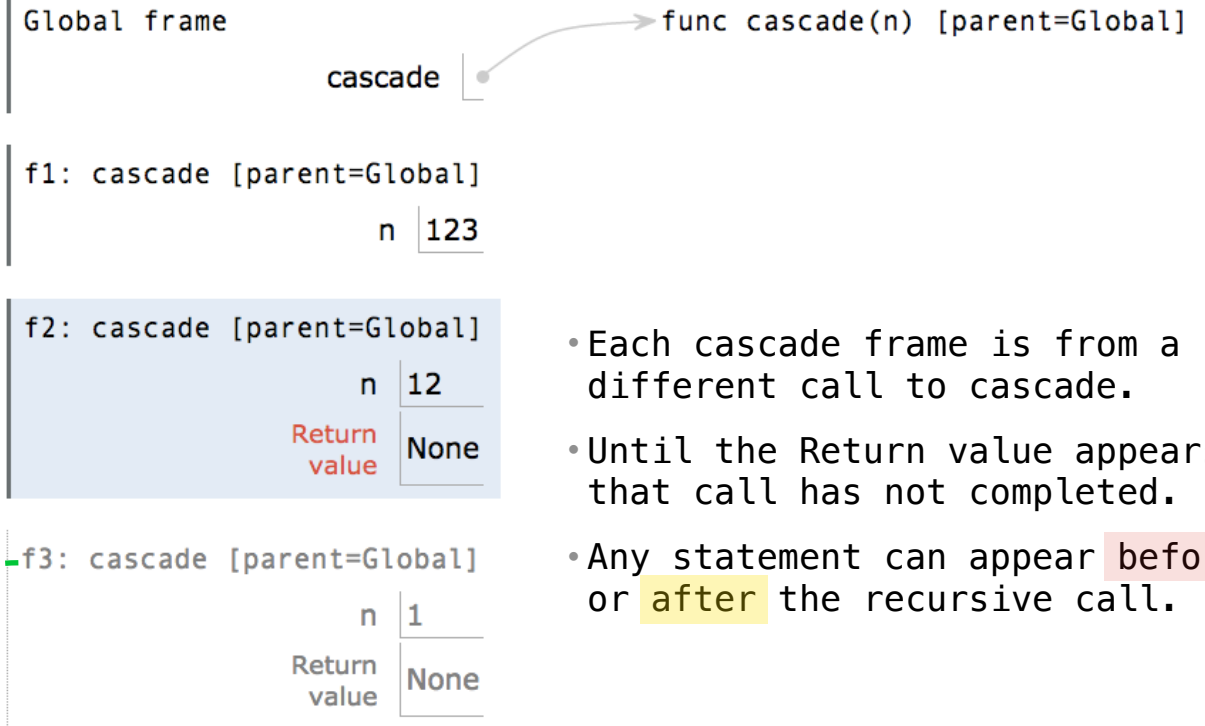 Global frame
func cascade(n) [parent=Global]
cascade
f1: cascade [parent=Global]
n 123
f2: cascade [parent=Global]
n 12
Return
value None
f3: cascade [parent=Global]
n 1
Return
value None
•Each cascade frame is from a
different call to cascade.
•Until the Return value appear
that call has not completed.
•Any statement can appear befo
or after the recursive call.